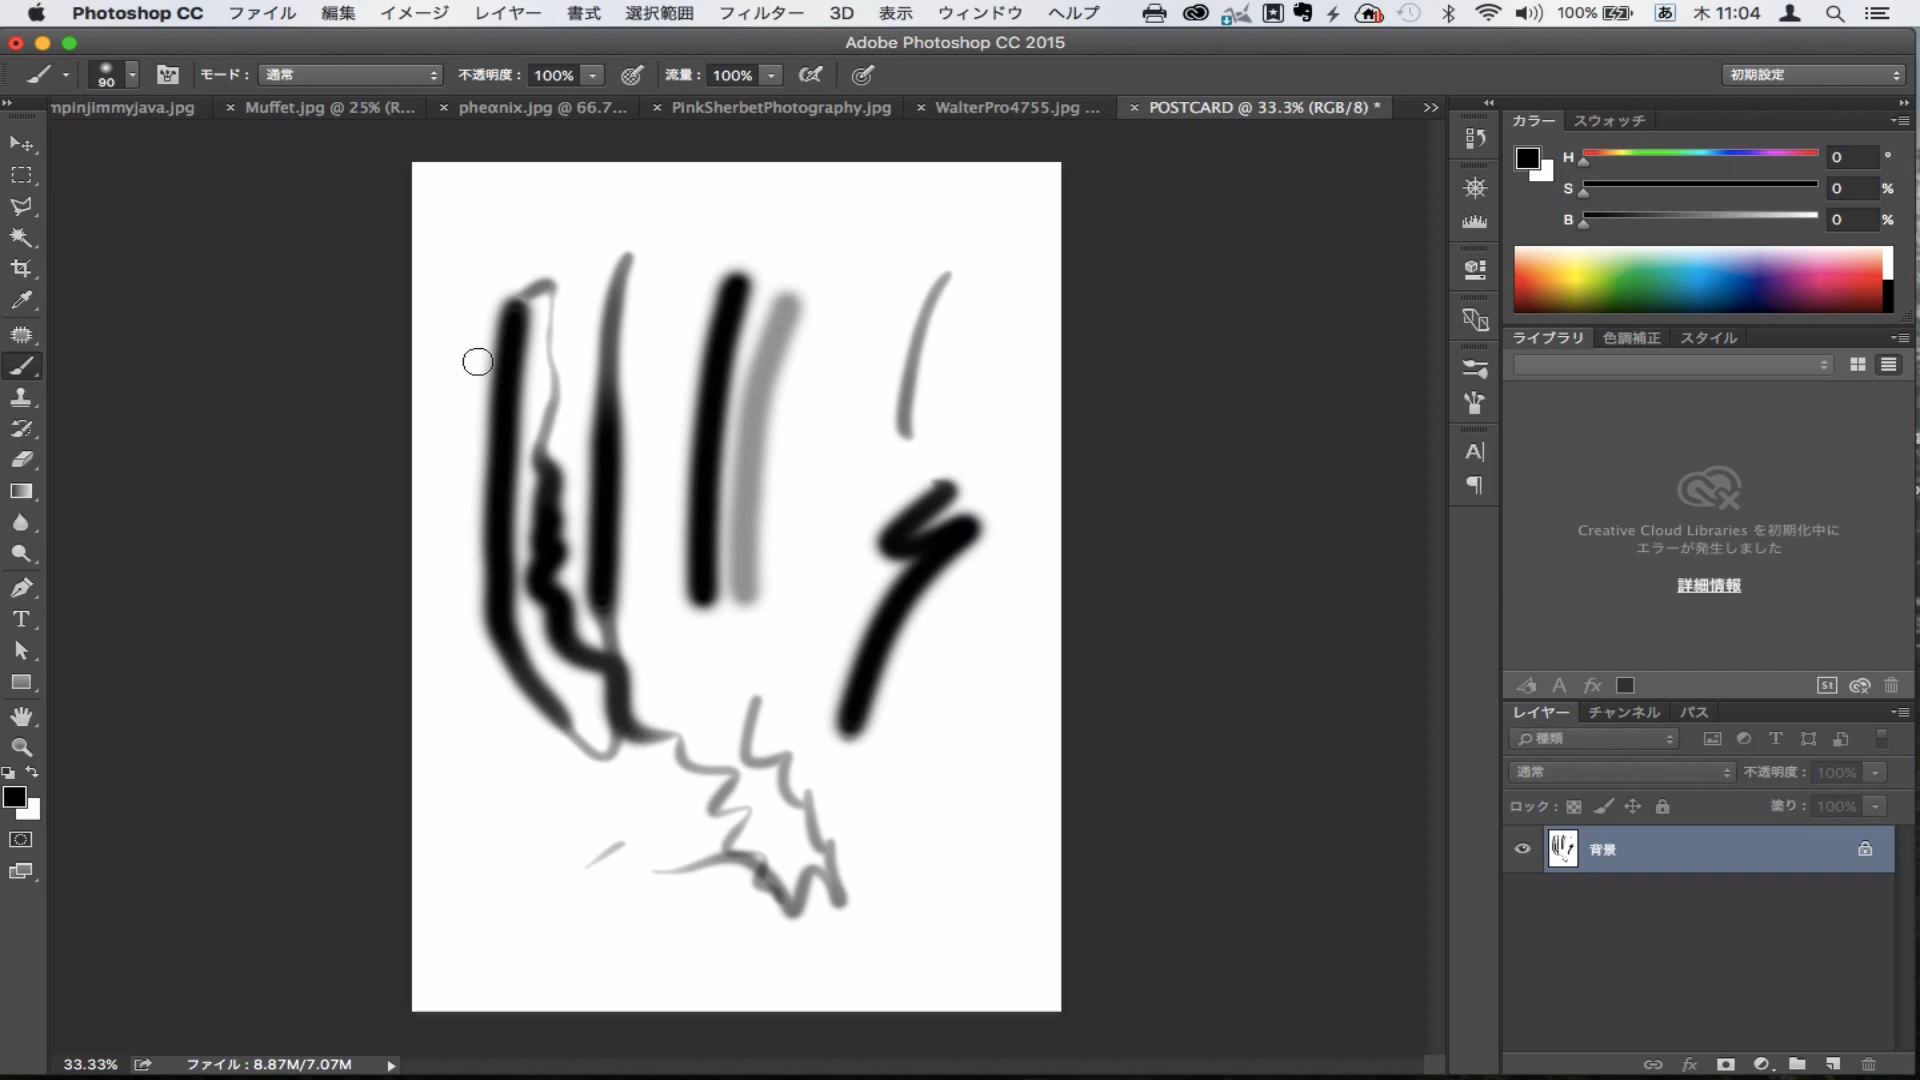 Photoshop CC ファイル 編集 イメージ レイヤー 書式 選択範囲 フィルター 3D 表示 ウィンドウ ヘルプ 100% あ 木 11:04
Adobe Photoshop CC 2015
90 モード： 通常 不透明度： 100% 流量： 100% 初期設定
mpinjimmyjava.jpg × Muffet.jpg @ 25% (R... × pheαnix.jpg @ 66.7... × PinkSherbetPhotography.jpg × WalterPro4755.jpg ... × POSTCARD @ 33.3% (RGB/8) * >>
カラー スウォッチ
H 0 °
S 0 %
B 0 %
ライブラリ 色調補正 スタイル
Creative Cloud Libraries を初期化中に
エラーが発生しました
詳細情報
A fx St
レイヤー チャンネル パス
種類 T
通常 不透明度： 100%
ロック： 塗り： 100%
背景
fx
T
A|
33.33% ファイル：8.87M/7.07M